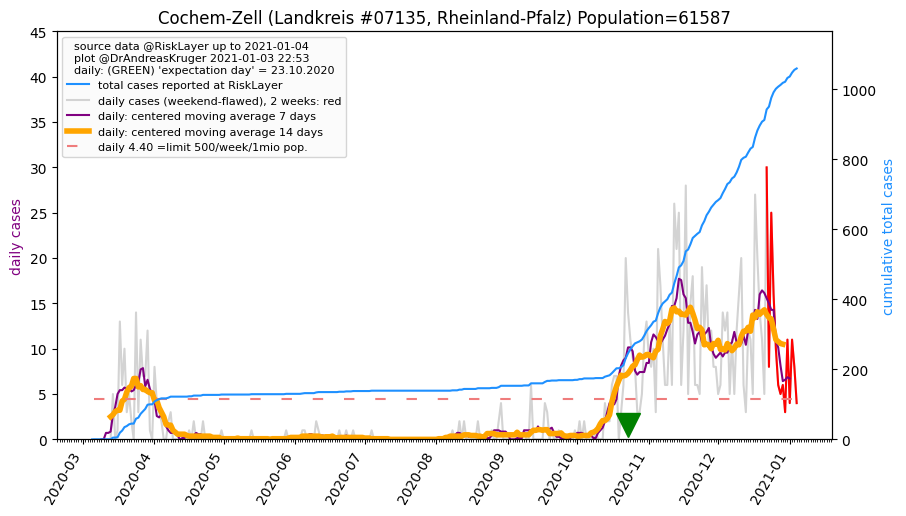 Cochem-Zell (Landkreis #07135, Rheinland-Pfalz) Population=61587
source data @RiskLayer up to 2021-01-04
plot @DrAndreasKruger 2021-01-03 22:53
daily: (GREEN) 'expectation day' = 23.10.2020
total cases reported at RiskLayer
daily cases (weekend-flawed), 2 weeks: red
daily: centered moving average 7 days
daily: centered moving average 14 days
daily 4.40 =limit 500/week/1mio pop.
daily cases
45
40
35
30
25
20
15
10
5
0
cumulative total cases
1000
800
600
400
200
0
2020-03
2020-04
2020-05
2020-06
2020-07
2020-08
2020-09
2020-10
2020-11
2020-12
2021-01